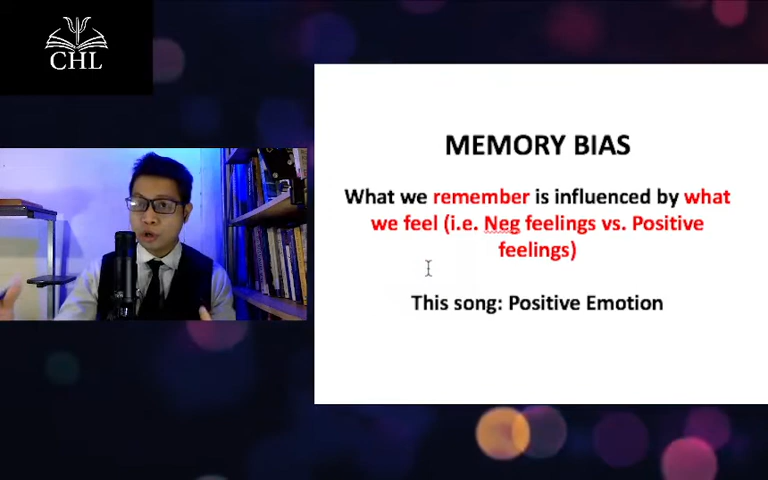 CHL
MEMORY BIAS
What we remember is influenced by what
we feel (i.e. Neg feelings vs. Positive
feelings)
This song: Positive Emotion